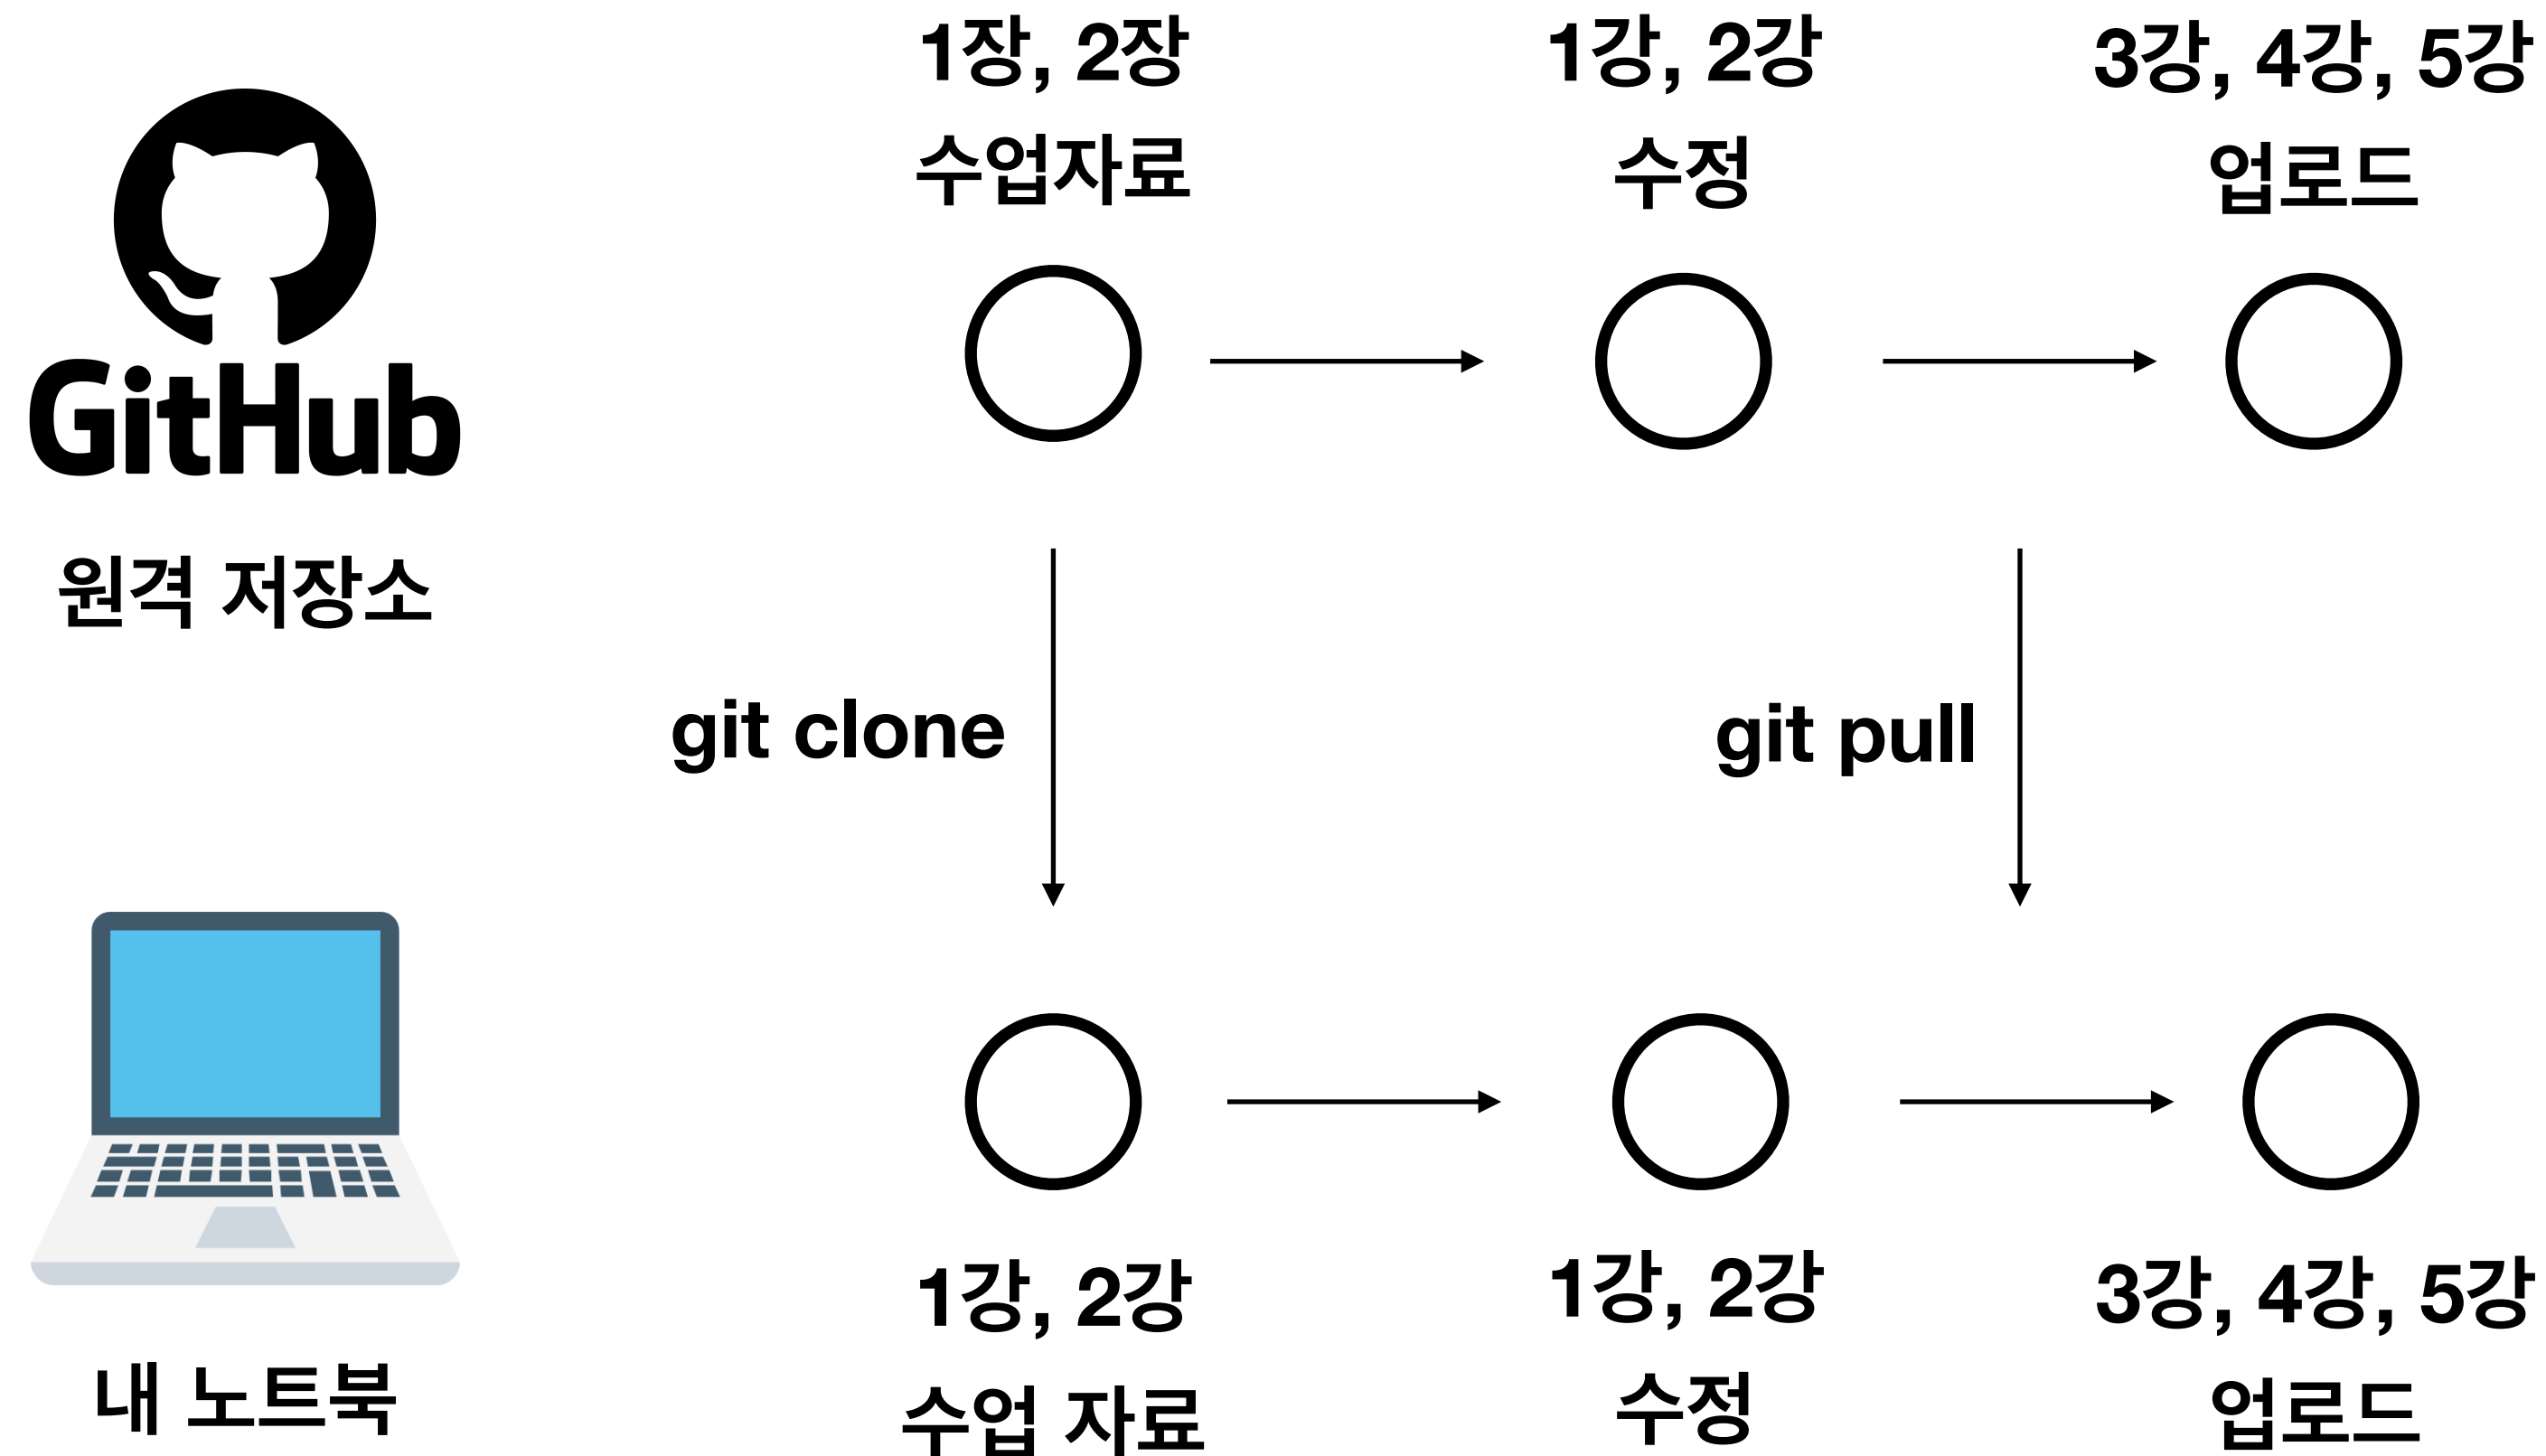 1장, 2장
수업자료
1강, 2강
수정
3강, 4강, 5강
업로드
GitHub
원격 저장소
git clone
git pull
내 노트북
1강, 2강
수업 자료
1강, 2강
수정
3강, 4강, 5강
업로드